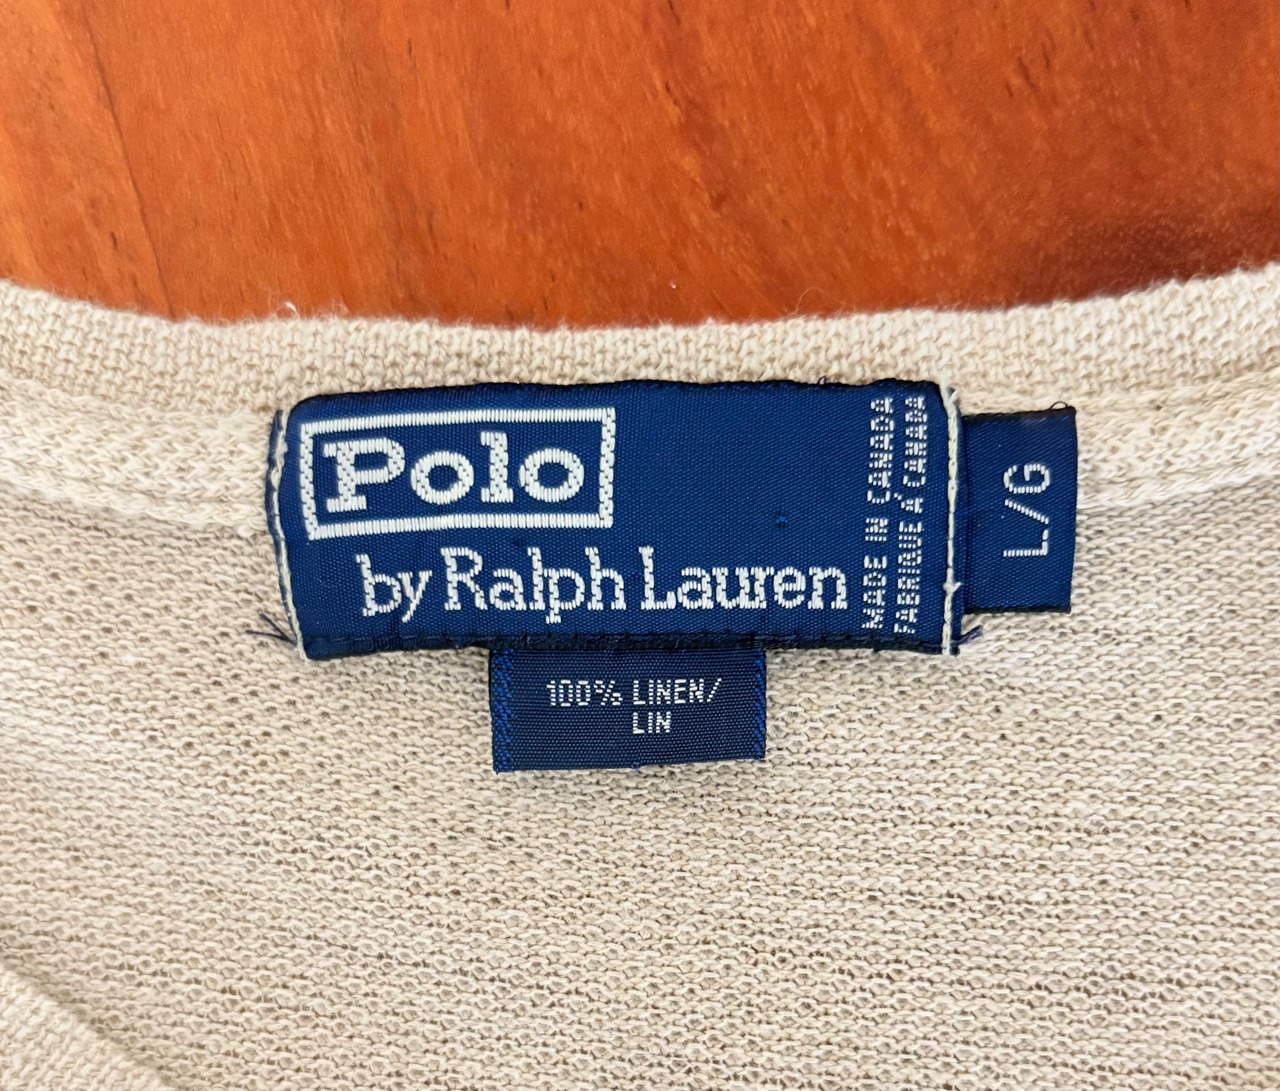 Polo
by Ralph Lauren
MADE IN CANADA
FABRIQUÉ À CANADA
L/G
100% LINEN/
LIN